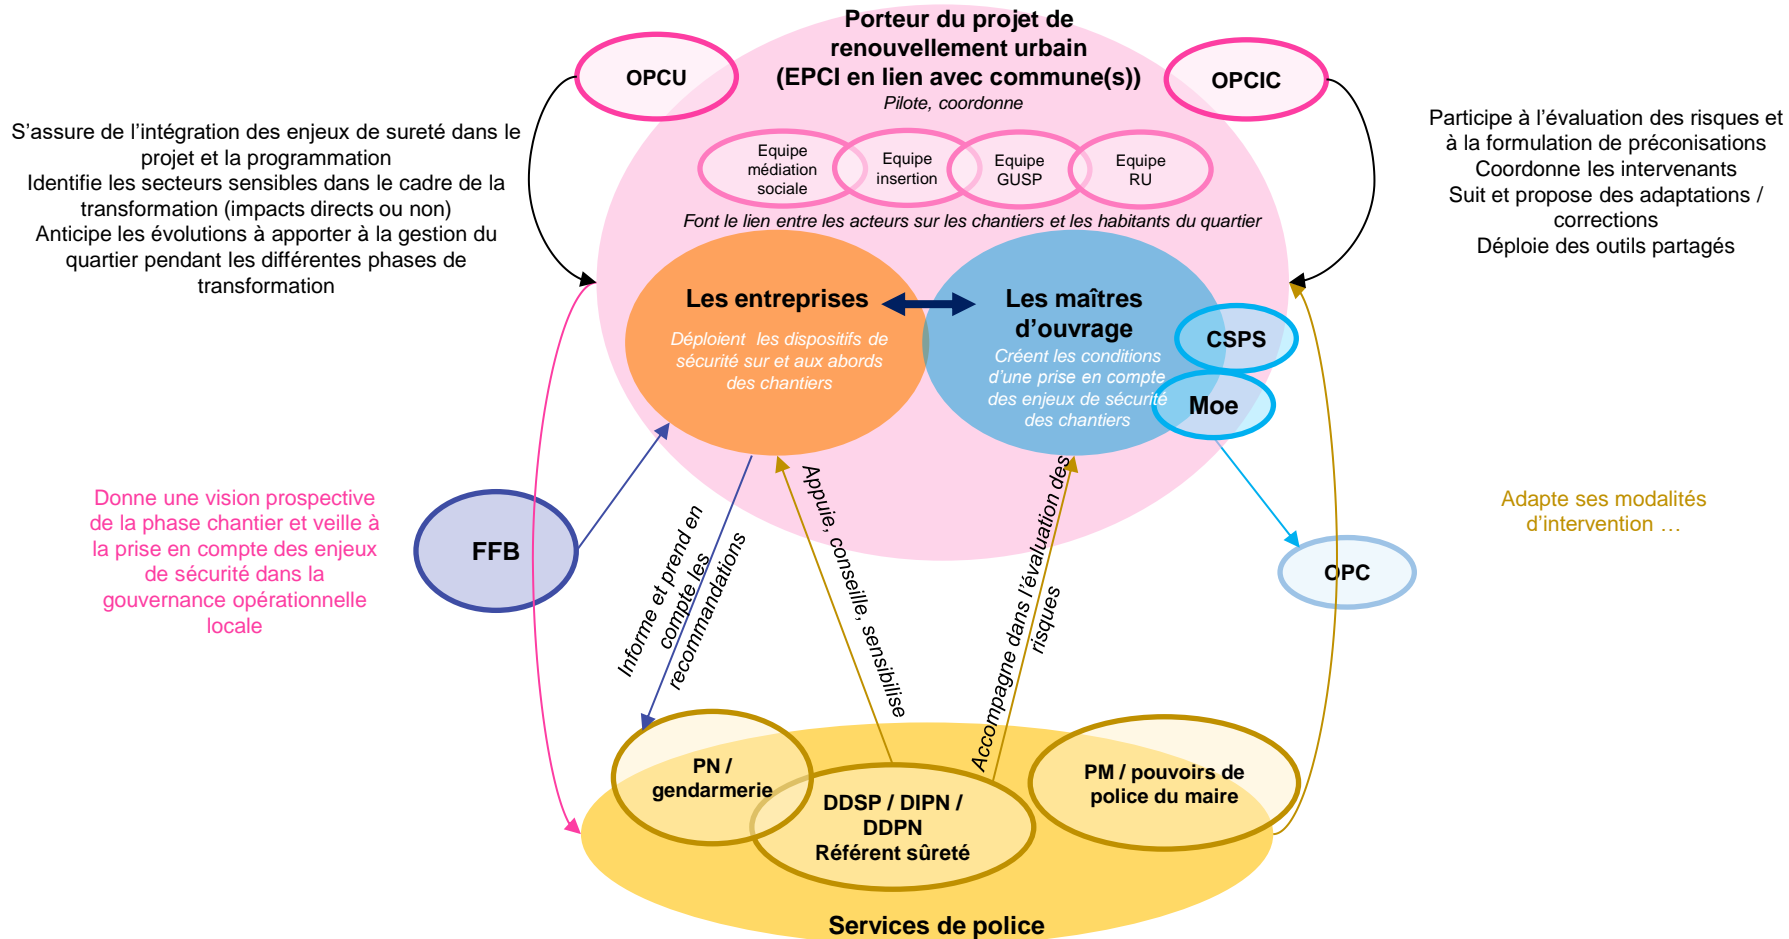 Porteur du projet de
renouvellement urbain
(EPCI en lien avec commune(s))
Pilote, coordonne
OPCU
OPCIC
S’assure de l’intégration des enjeux de sureté dans le
projet et la programmation
Identifie les secteurs sensibles dans le cadre de la
transformation (impacts directs ou non)
Anticipe les évolutions à apporter à la gestion du
quartier pendant les différentes phases de
transformation
Participe à l’évaluation des risques et
à la formulation de préconisations
Coordonne les intervenants
Suit et propose des adaptations /
corrections
Déploie des outils partagés
Equipe
médiation
sociale
Equipe
insertion
Equipe
GUSP
Equipe
RU
Font le lien entre les acteurs sur les chantiers et les habitants du quartier
Les entreprises
Déploient les dispositifs de
sécurité sur et aux abords
des chantiers
Les maîtres
d’ouvrage
Créent les conditions
d’une prise en compte
des enjeux de sécurité
des chantiers
CSPS
Moe
Donne une vision prospective
de la phase chantier et veille à
la prise en compte des enjeux
de sécurité dans la
gouvernance opérationnelle
locale
FFB
OPC
Adapte ses modalités
d’intervention …
Informe et prend en
compte les
recommandations
Appuie, conseille, sensibilise
Accompagne dans l’évaluation des
risques
PN /
gendarmerie
DDSP / DIPN /
DDPN
Référent sûreté
PM / pouvoirs de
police du maire
Services de police